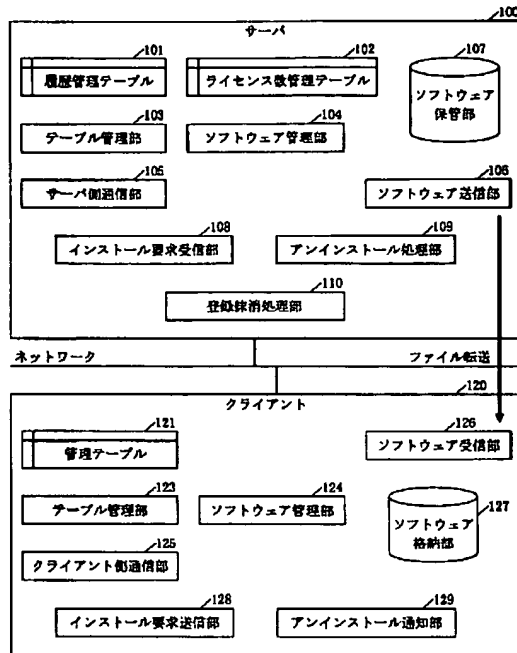 100
サーバ
101
履歴管理テーブル
102
ライセンス数管理テーブル
107
ソフトウェア
保管部
103
テーブル管理部
104
ソフトウェア管理部
105
サーバ側通信部
106
ソフトウェア送信部
108
インストール要求受信部
109
アンインストール処理部
110
登録抹消処理部
ネットワーク
ファイル転送
120
クライアント
121
管理テーブル
126
ソフトウェア受信部
123
テーブル管理部
124
ソフトウェア管理部
127
ソフトウェア
格納部
125
クライアント側通信部
128
インストール要求送信部
129
アンインストール通知部